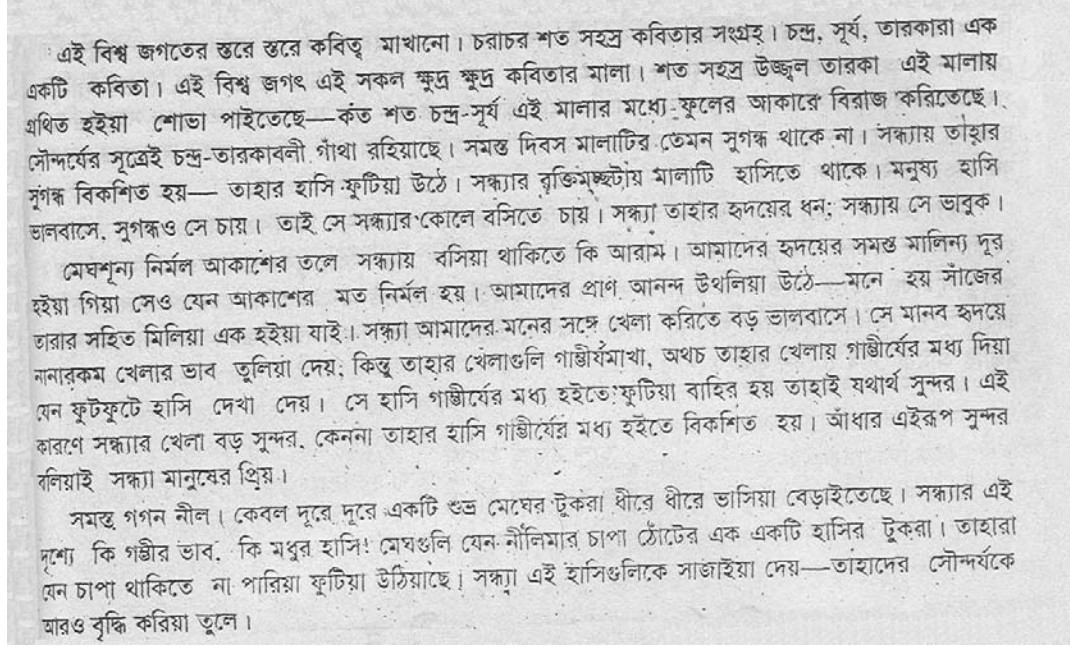 এই বিশ্ব জগতের স্তরে স্তরে কবিত্ব মাখানো। চরাচর শত সহস্র কবিতার সংগ্রহ। চন্দ্র, সূর্য, তারকারা এক
একটি কবিতা। এই বিশ্ব জগৎ এই সকল ক্ষুদ্র ক্ষুদ্র কবিতার মালা। শত সহস্র উজ্জ্বল তারকা এই মালায়
গ্রথিত হইয়া শোভা পাইতেছে—কত শত চন্দ্র-সূর্য এই মালার মধ্যে ফুলের আকারে বিরাজ করিতেছে।
সৌন্দর্যের সূত্রেই চন্দ্র-তারকাবলী গাঁথা রহিয়াছে। সমস্ত দিবস মালাটির তেমন সুগন্ধ থাকে না। সন্ধ্যায় তাহার
সুগন্ধ বিকশিত হয়— তাহার হাসি ফুটিয়া উঠে। সন্ধ্যার রক্তিমচ্ছটায় মালাটি হাসিতে থাকে। মনুষ্য হাসি
ভালবাসে, সুগন্ধও সে চায়। তাই সে সন্ধ্যার কোলে বসিতে চায়। সন্ধ্যা তাহার হৃদয়ের ধন; সন্ধ্যায় সে ভাবুক।
মেঘশূন্য নির্মল আকাশের তলে সন্ধ্যায় বসিয়া থাকিতে কি আরাম। আমাদের হৃদয়ের সমস্ত মালিন্য দূর
হইয়া গিয়া সেও যেন আকাশের মত নির্মল হয়। আমাদের প্রাণ আনন্দ উথলিয়া উঠে—মনে হয় সাঁজের
তারার সহিত মিলিয়া এক হইয়া যাই। সন্ধ্যা আমাদের মনের সঙ্গে খেলা করিতে বড় ভালবাসে। সে মানব হৃদয়ে
নানারকম খেলার ভাব তুলিয়া দেয়; কিন্তু তাহার খেলাগুলি গাম্ভীর্যমাখা, অথচ তাহার খেলায় গাম্ভীর্যের মধ্য দিয়া
যেন ফুটফুটে হাসি দেখা দেয়। যে হাসি গাম্ভীর্যের মধ্য হইতে ফুটিয়া বাহির হয় তাহাই যথার্থ সুন্দর। এই
কারণে সন্ধ্যার খেলা বড় সুন্দর, কেননা তাহার হাসি গাম্ভীর্যের মধ্য হইতে বিকশিত হয়। আঁধার এইরূপ সুন্দর
বলিয়াই সন্ধ্যা মানুষের প্রিয়।
সমস্ত গগন নীল। কেবল দূরে দূরে একটি শুভ্র মেঘের টুকরা ধীরে ধীরে ভাসিয়া বেড়াইতেছে। সন্ধ্যার এই
দৃশ্যে কি গম্ভীর ভাব, কি মধুর হাসি! মেঘগুলি যেন নীলিমার চাপা ঠোঁটের এক একটি হাসির টুকরা। তাহারা
যেন চাপা থাকিতে না পারিয়া ফুটিয়া উঠিয়াছে। সন্ধ্যা এই হাসিগুলিকে সাজাইয়া দেয়—তাহাদের সৌন্দর্যকে
আরও বৃদ্ধি করিয়া তুলে।